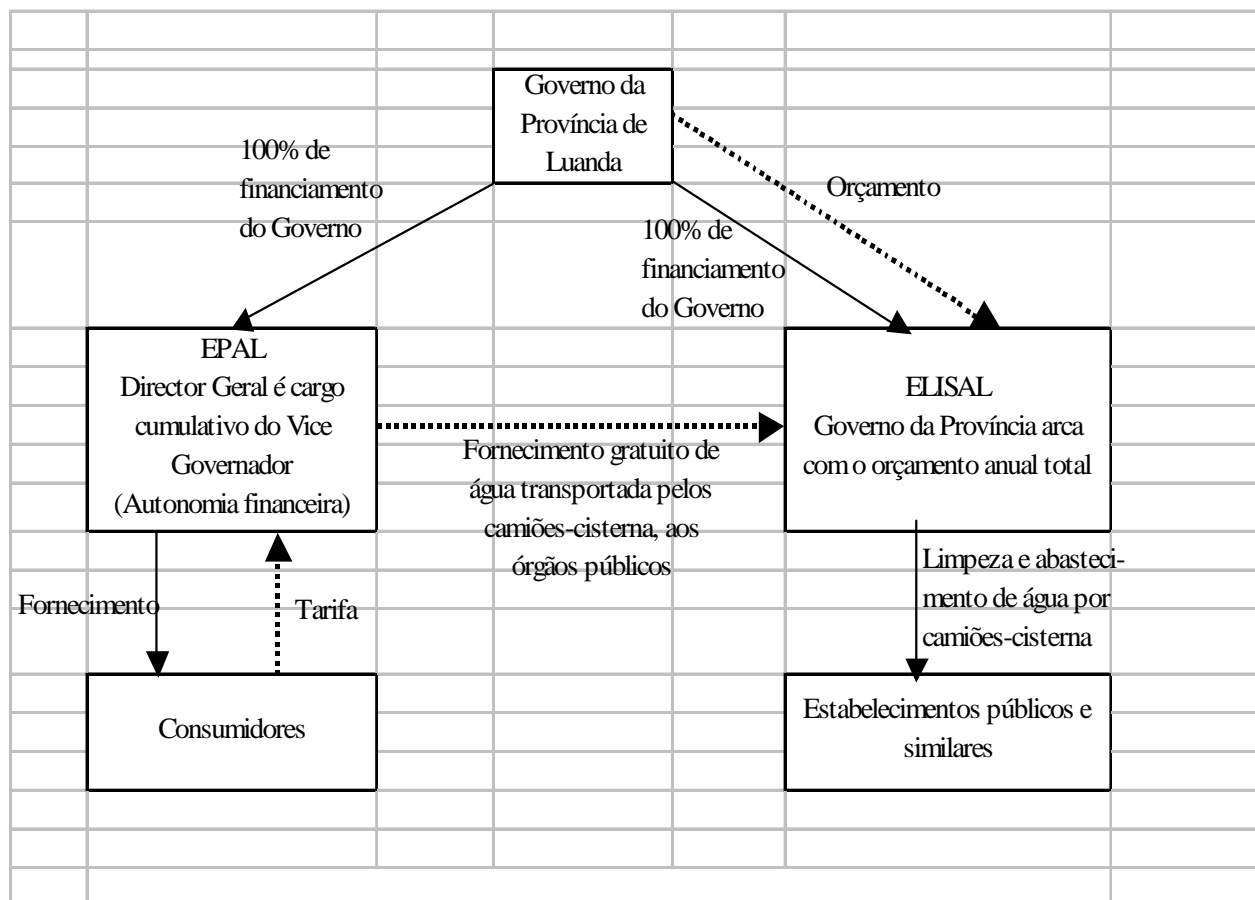 Governo da
Província de
Luanda
100% de
financiamento
do Governo
Orçamento
100% de
financiamento
do Governo
EPAL
Director Geral é cargo
cumulativo do Vice
Governador
(Autonomia financeira)
ELISAL
Governo da Província arca
com o orçamento anual total
Fornecimento gratuito de
água transportada pelos
camiões-cisterna, aos
órgãos públicos
Fornecimento
Tarifa
Limpeza e abasteci-
mento de água por
camiões-cisterna
Consumidores
Estabelecimentos públicos e
similares